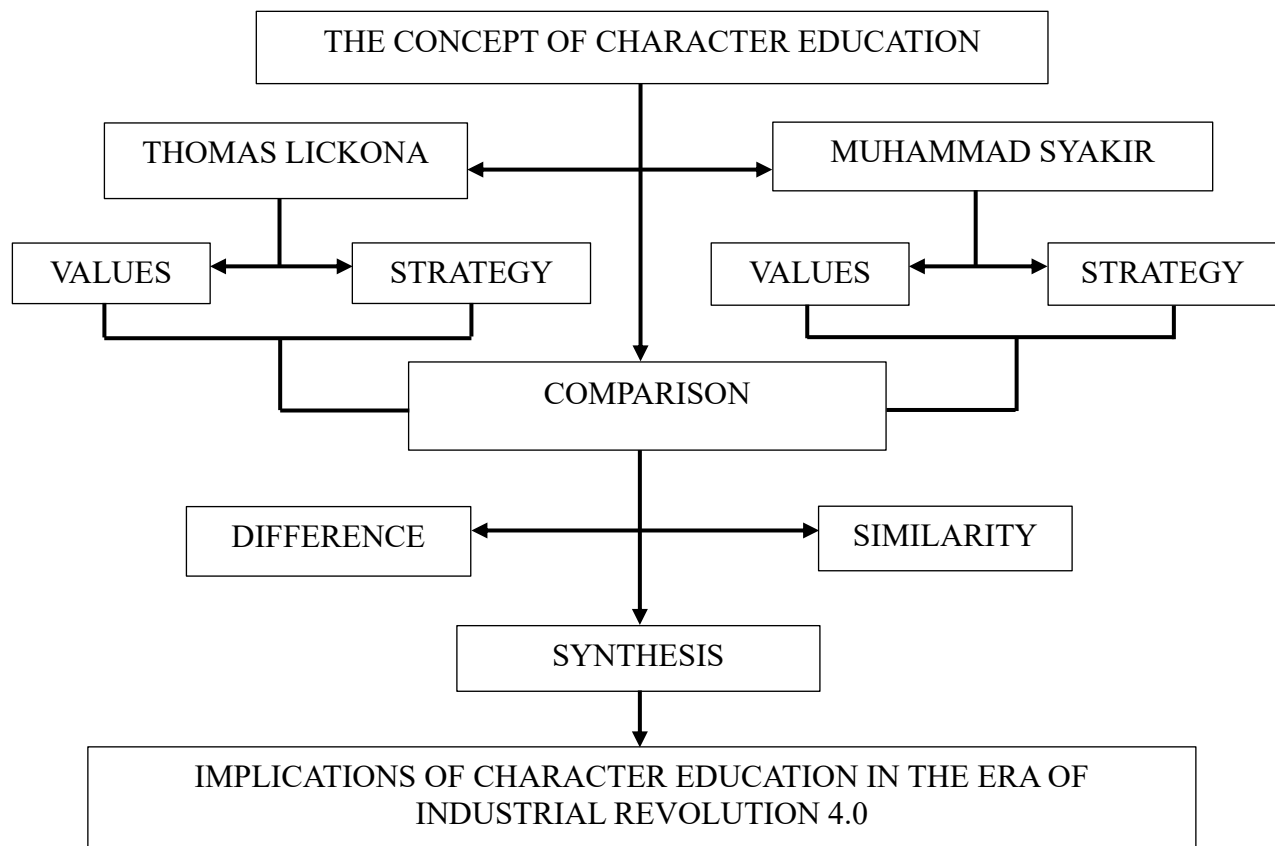 THE CONCEPT OF CHARACTER EDUCATION
THOMAS LICKONA
MUHAMMAD SYAKIR
VALUES
STRATEGY
VALUES
STRATEGY
COMPARISON
DIFFERENCE
SIMILARITY
SYNTHESIS
IMPLICATIONS OF CHARACTER EDUCATION IN THE ERA OF
INDUSTRIAL REVOLUTION 4.0